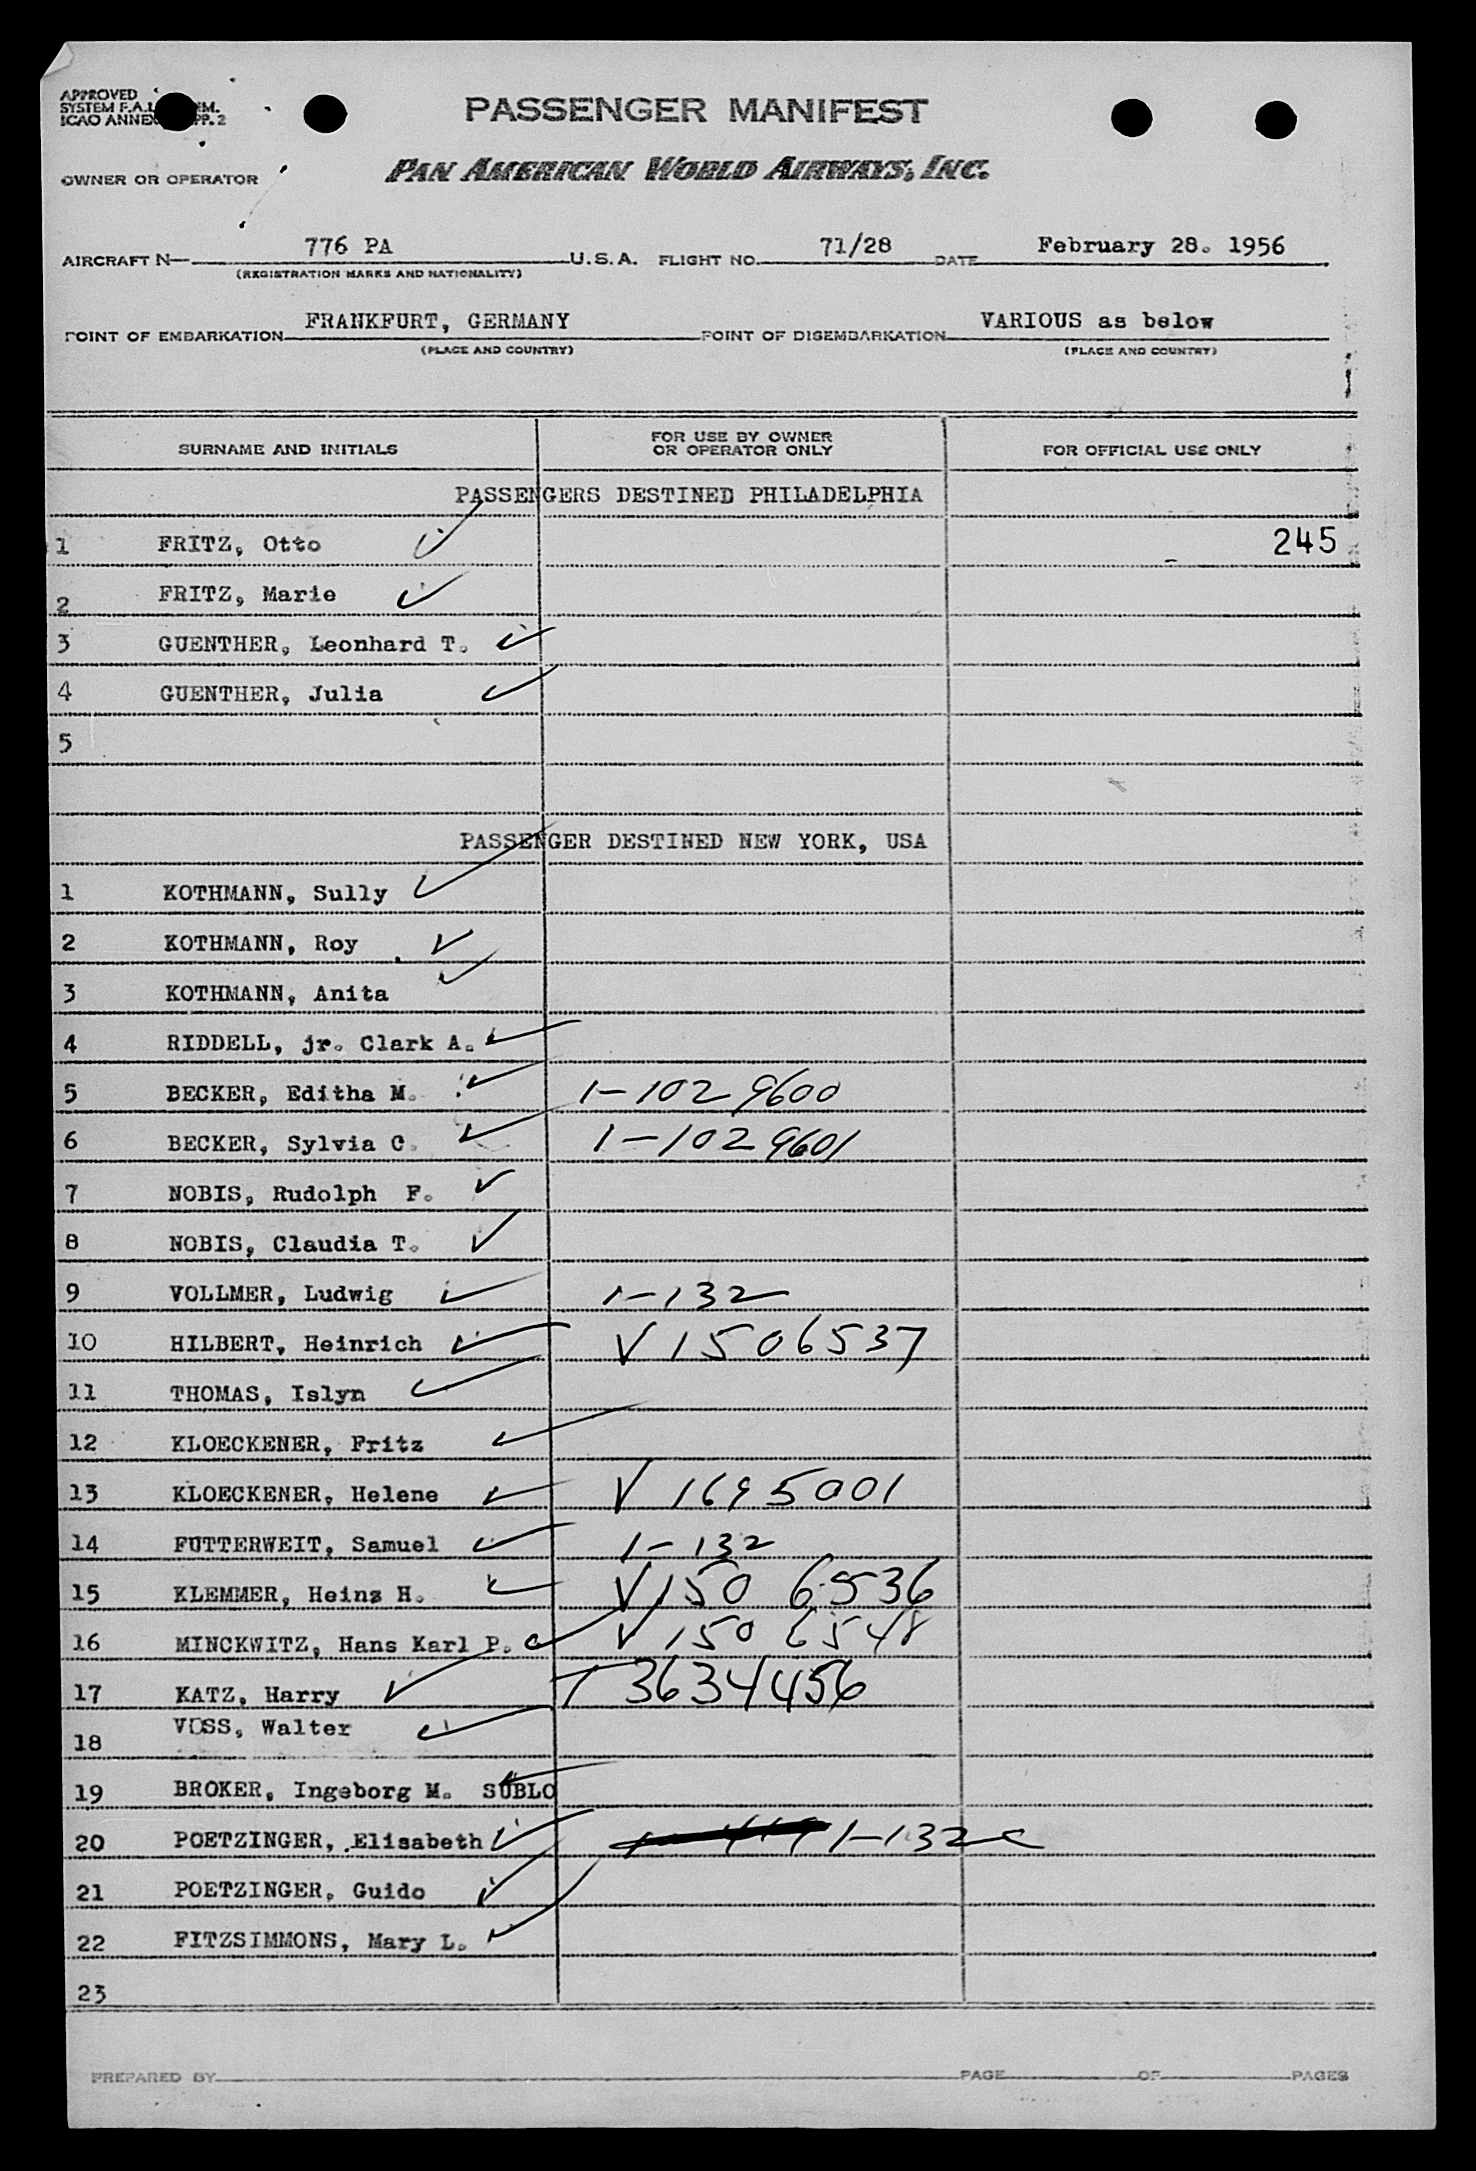 APPROVED
SYSTEM F.A.L.
ICAO ANNEX
PASSENGER MANIFEST
OWNER OR OPERATOR
PAN AMERICAN WORLD AIRWAYS, INC.
AIRCRAFT N— 776 PA U.S.A. FLIGHT NO. 71/28 DATE February 28. 1956
(REGISTRATION MARKS AND NATIONALITY)
POINT OF EMBARKATION FRANKFURT, GERMANY POINT OF DISEMBARKATION VARIOUS as below
(PLACE AND COUNTRY) (PLACE AND COUNTRY)
SURNAME AND INITIALS FOR USE BY OWNER OR OPERATOR ONLY FOR OFFICIAL USE ONLY
PASSENGERS DESTINED PHILADELPHIA
1 FRITZ, Otto 245
2 FRITZ, Marie
3 GUENTHER, Leonhard T.
4 GUENTHER, Julia
5
PASSENGER DESTINED NEW YORK, USA
1 KOTHMANN, Sully
2 KOTHMANN, Roy
3 KOTHMANN, Anita
4 RIDDELL, jr. Clark A.
5 BECKER, Editha M. 1-1029600
6 BECKER, Sylvia C. 1-1029601
7 NOBIS, Rudolph F.
8 NOBIS, Claudia T.
9 VOLLMER, Ludwig 1-132
10 HILBERT, Heinrich V 1506537
11 THOMAS, Islyn
12 KLOECKENER, Fritz
13 KLOECKENER, Helene V 1695001
14 FUTTERWEIT, Samuel 1-132
15 KLEMMER, Heinz H. V 150 6536
16 MINCKWITZ, Hans Karl P. V 150 6548
17 KATZ, Harry T 3634456
18 VOSS, Walter
19 BROKER, Ingeborg M. SUBLO
20 POETZINGER, Elisabeth 1-132
21 POETZINGER, Guido
22 FITZSIMMONS, Mary L.
23
PREPARED BY PAGE OF PAGES